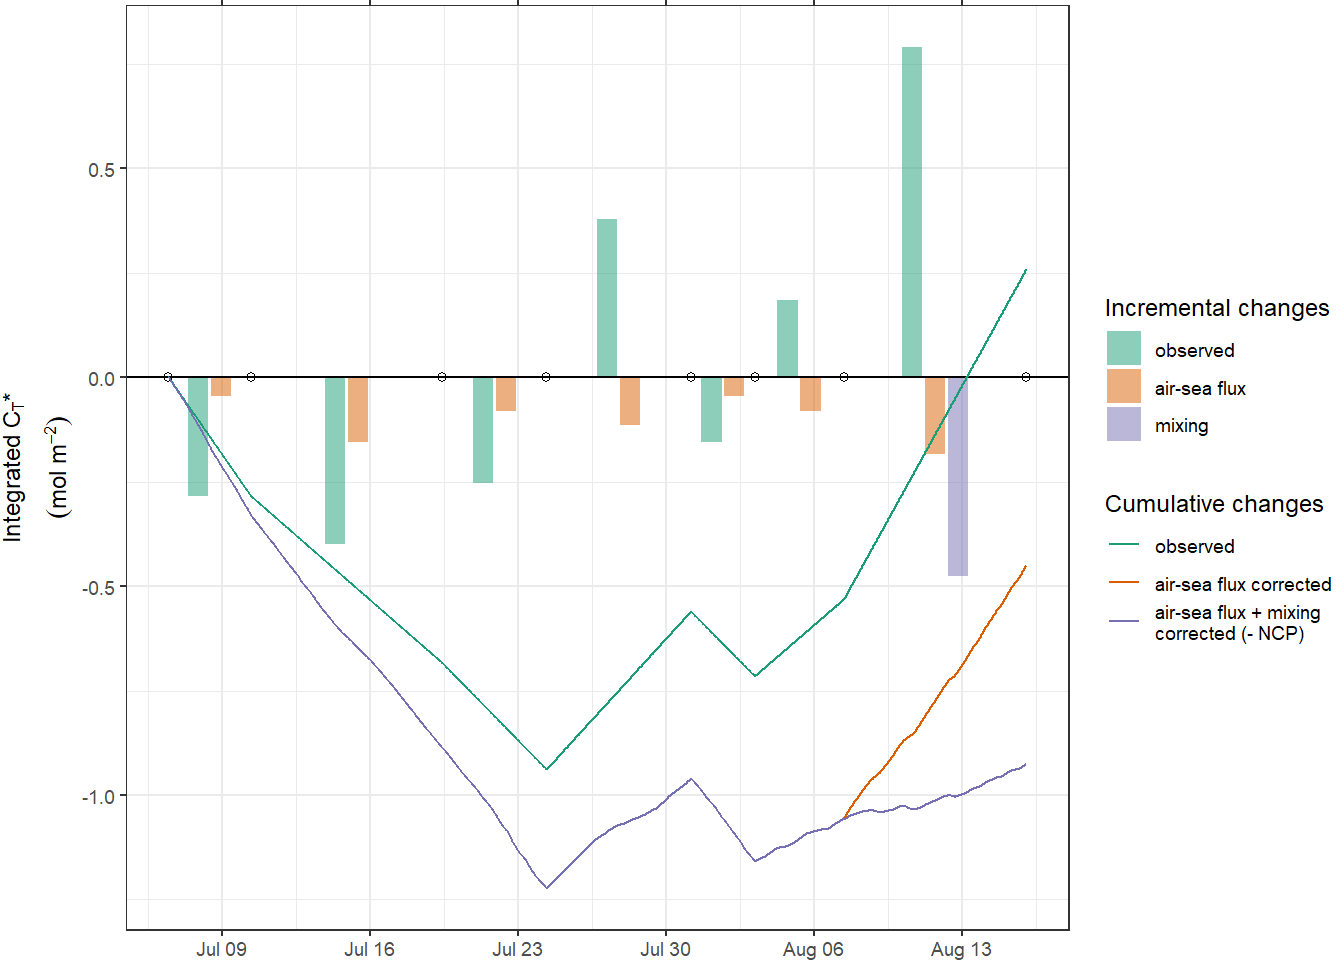 Integrated C_T*
(mol m⁻²)
0.5
0.0
-0.5
-1.0
Jul 09
Jul 16
Jul 23
Jul 30
Aug 06
Aug 13
Incremental changes
observed
air-sea flux
mixing
Cumulative changes
observed
air-sea flux corrected
air-sea flux + mixing
corrected (- NCP)